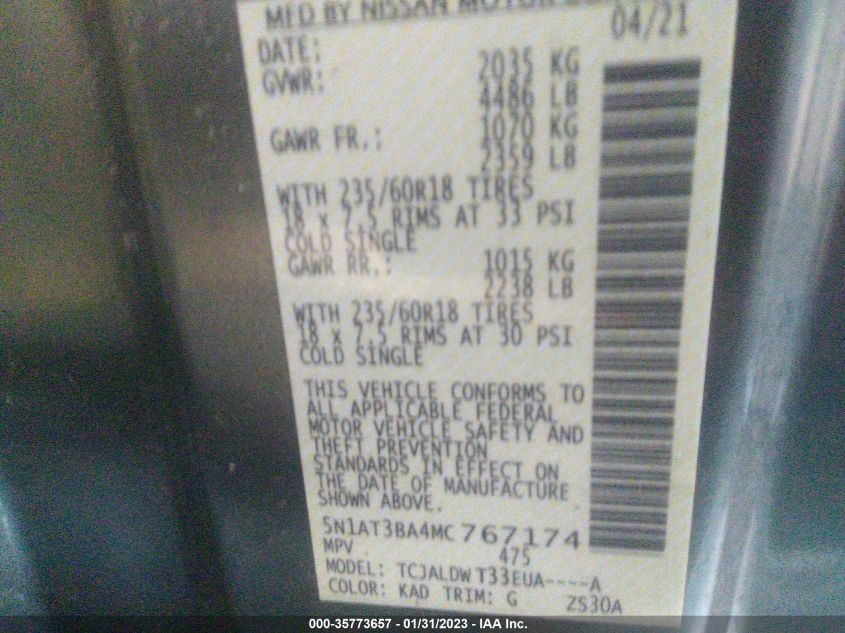 MFD BY NISSAN MOTOR
DATE: 04/21
GVWR: 2035 KG
4486 LB
GAWR FR.: 1070 KG
2359 LB
WITH 235/60R18 TIRES
18 x 7.5 RIMS AT 33 PSI
COLD SINGLE
GAWR RR.: 1015 KG
2238 LB
WITH 235/60R18 TIRES
18 x 7.5 RIMS AT 30 PSI
COLD SINGLE
THIS VEHICLE CONFORMS TO
ALL APPLICABLE FEDERAL
MOTOR VEHICLE SAFETY AND
THEFT PREVENTION
STANDARDS IN EFFECT ON
THE DATE OF MANUFACTURE
SHOWN ABOVE.
5N1AT3BA4MC767174
MPV 475
MODEL: TCJALDWT33EUA----A
COLOR: KAD TRIM: G ZS30A
000-35773657 - 01/31/2023 - IAA Inc.